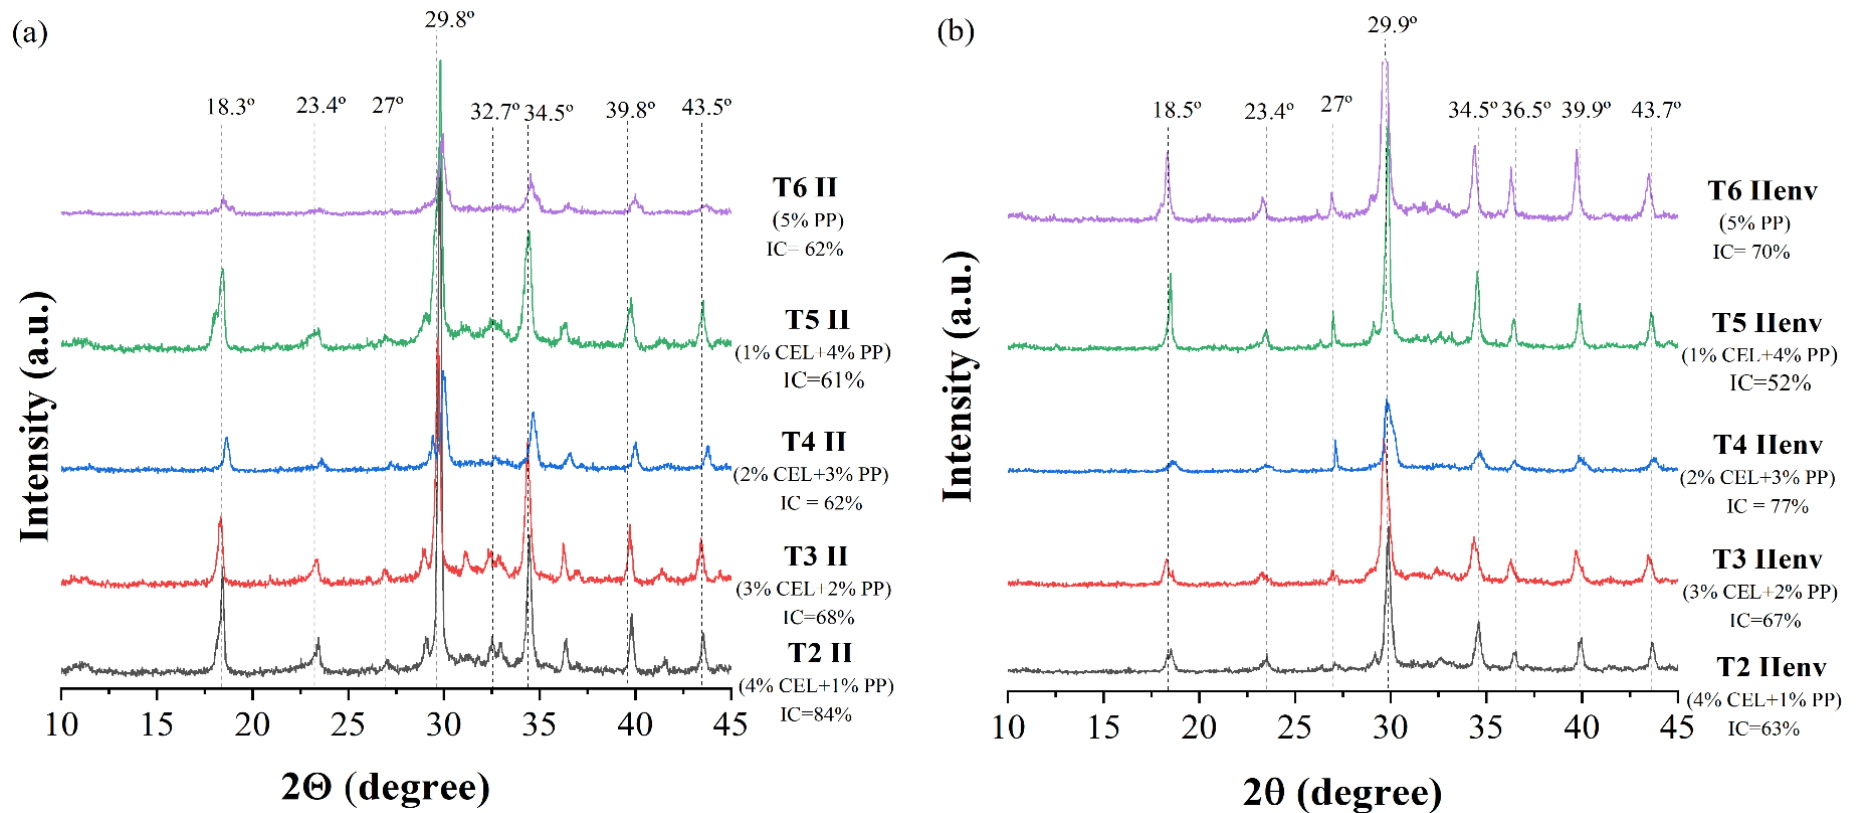 (a)
29.8º
18.3º 23.4º 27º 32.7º 34.5º 39.8º 43.5º
T6 II
(5% PP)
IC= 62%
T5 II
(1% CEL+4% PP)
IC=61%
T4 II
(2% CEL+3% PP)
IC = 62%
T3 II
(3% CEL+2% PP)
IC=68%
T2 II
(4% CEL+1% PP)
IC=84%
Intensity (a.u.)
10 15 20 25 30 35 40 45
2Θ (degree)
(b)
29.9º
18.5º 23.4º 27º 34.5º 36.5º 39.9º 43.7º
T6 IIenv
(5% PP)
IC= 70%
T5 IIenv
(1% CEL+4% PP)
IC=52%
T4 IIenv
(2% CEL+3% PP)
IC = 77%
T3 IIenv
(3% CEL+2% PP)
IC=67%
T2 IIenv
(4% CEL+1% PP)
IC=63%
Intensity (a.u.)
10 15 20 25 30 35 40 45
2θ (degree)